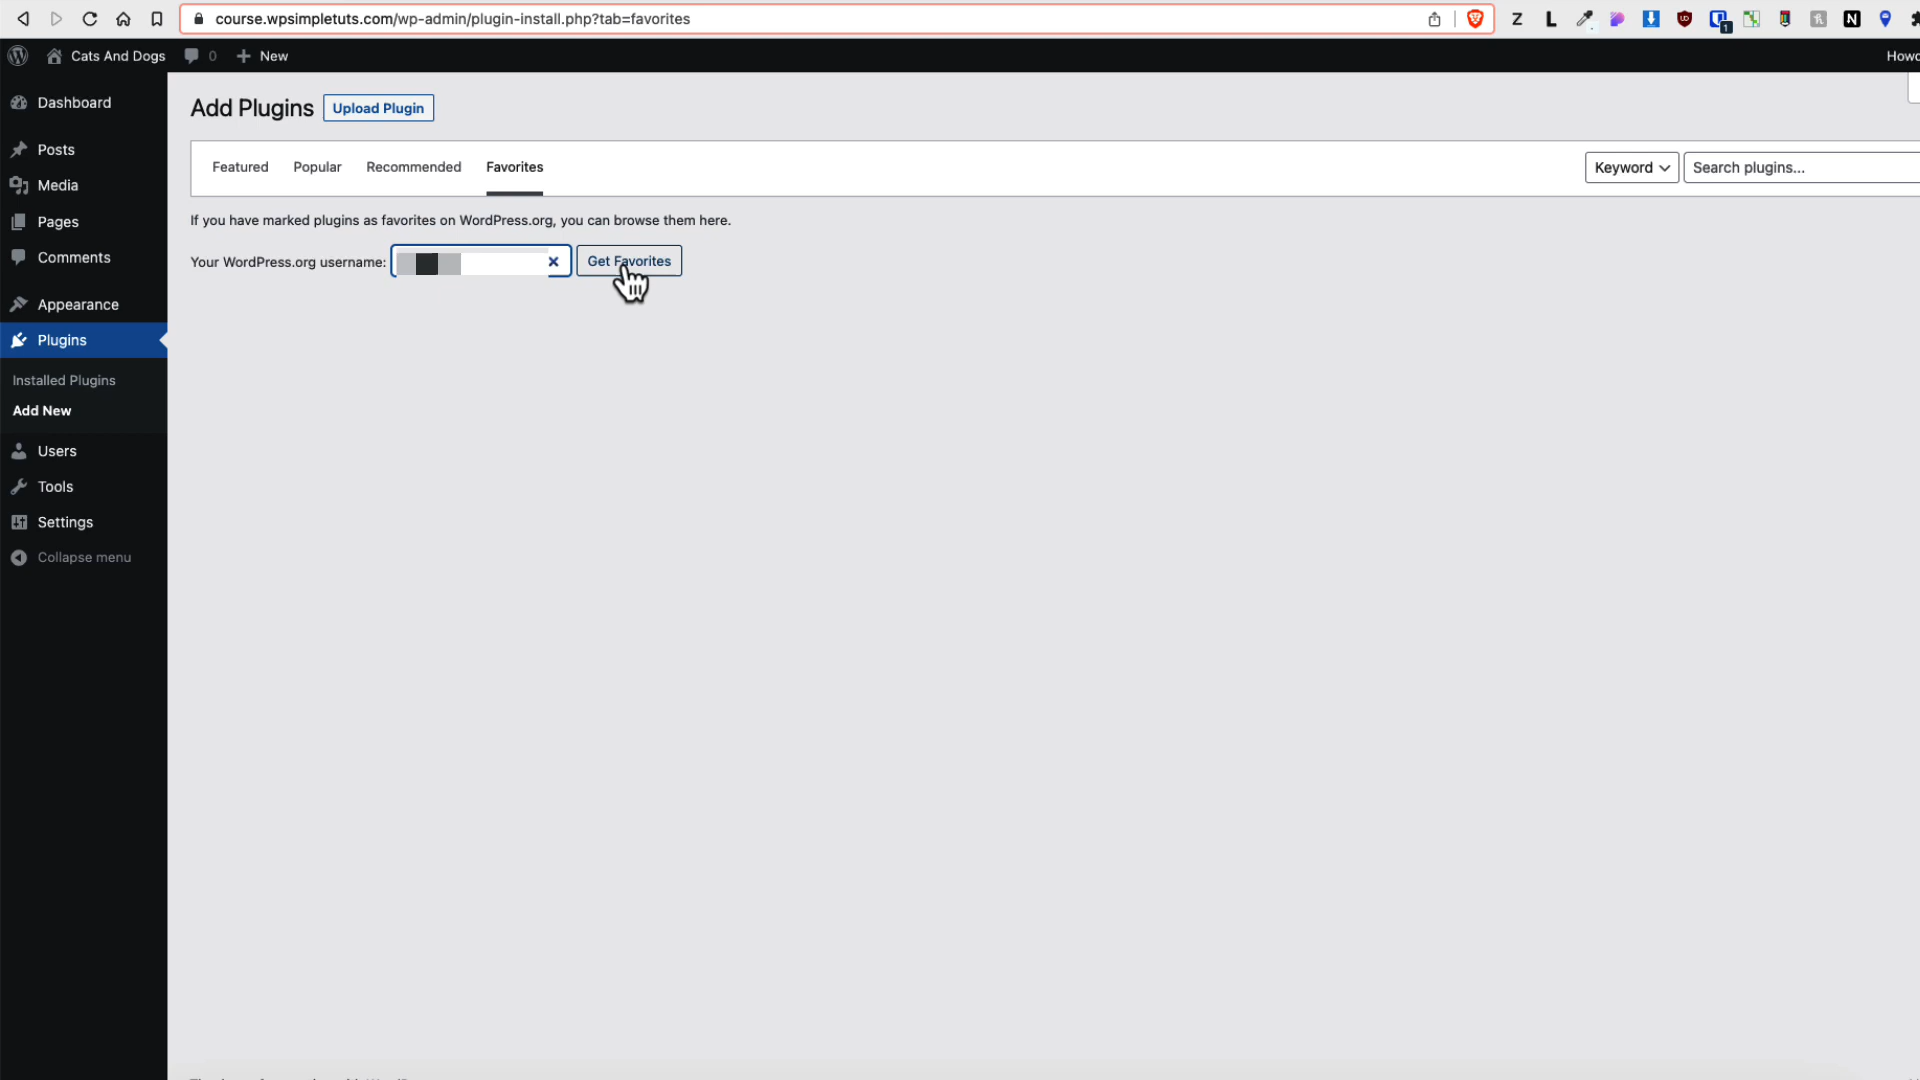 course.wpsimpletuts.com/wp-admin/plugin-install.php?tab=favorites
Z L 1 N
Cats And Dogs 0 New
Dashboard
Posts
Media
Pages
Comments
Appearance
Plugins
Installed Plugins
Add New
Users
Tools
Settings
Collapse menu
Add Plugins Upload Plugin
Featured Popular Recommended Favorites Keyword Search plugins...
If you have marked plugins as favorites on WordPress.org, you can browse them here.
Your WordPress.org username: Get Favorites